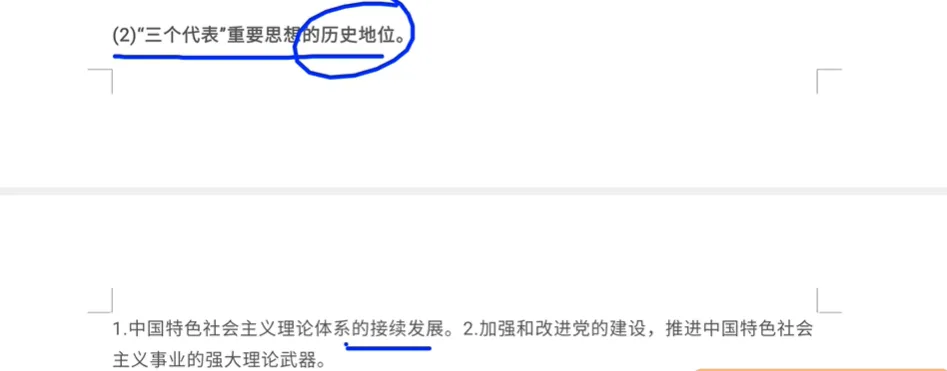 (2)“三个代表”重要思想的历史地位。
1.中国特色社会主义理论体系的接续发展。2.加强和改进党的建设，推进中国特色社会
主义事业的强大理论武器。